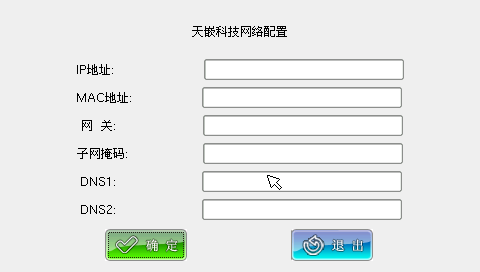 天嵌科技网络配置
IP地址:
MAC地址:
网 关:
子网掩码:
DNS1:
DNS2:
确 定
退 出